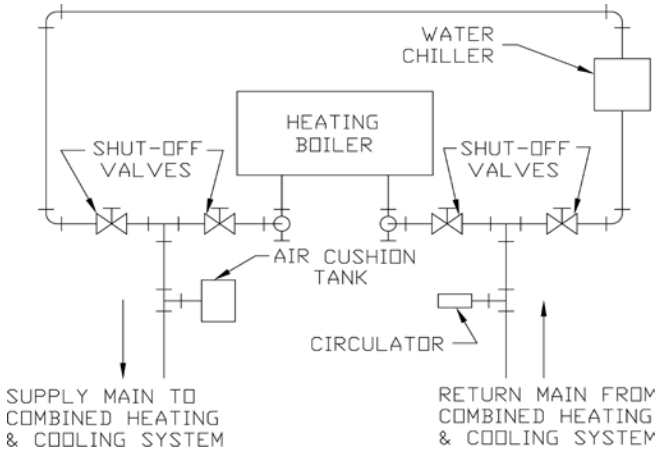 WATER
CHILLER
HEATING
BOILER
SHUT-OFF
VALVES
SHUT-OFF
VALVES
AIR CUSHION
TANK
CIRCULATOR
SUPPLY MAIN TO
COMBINED HEATING
& COOLING SYSTEM
RETURN MAIN FROM
COMBINED HEATING
& COOLING SYSTEM